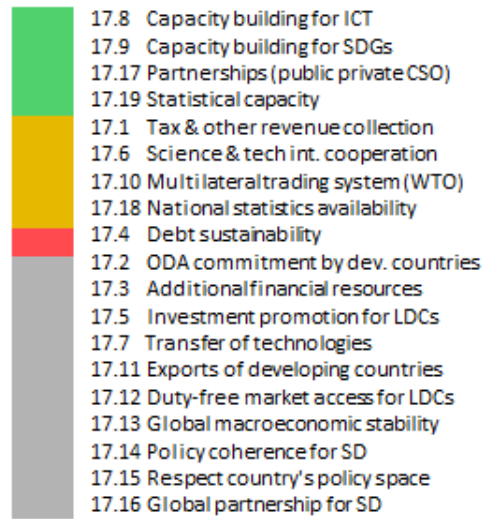 17.8 Capacity building for ICT
17.9 Capacity building for SDGs
17.17 Partnerships (public private CSO)
17.19 Statistical capacity
17.1 Tax & other revenue collection
17.6 Science & tech int. cooperation
17.10 Multilateral trading system (WTO)
17.18 National statistics availability
17.4 Debt sustainability
17.2 ODA commitment by dev. countries
17.3 Additional financial resources
17.5 Investment promotion for LDCs
17.7 Transfer of technologies
17.11 Exports of developing countries
17.12 Duty-free market access for LDCs
17.13 Global macroeconomic stability
17.14 Policy coherence for SD
17.15 Respect country's policy space
17.16 Global partnership for SD